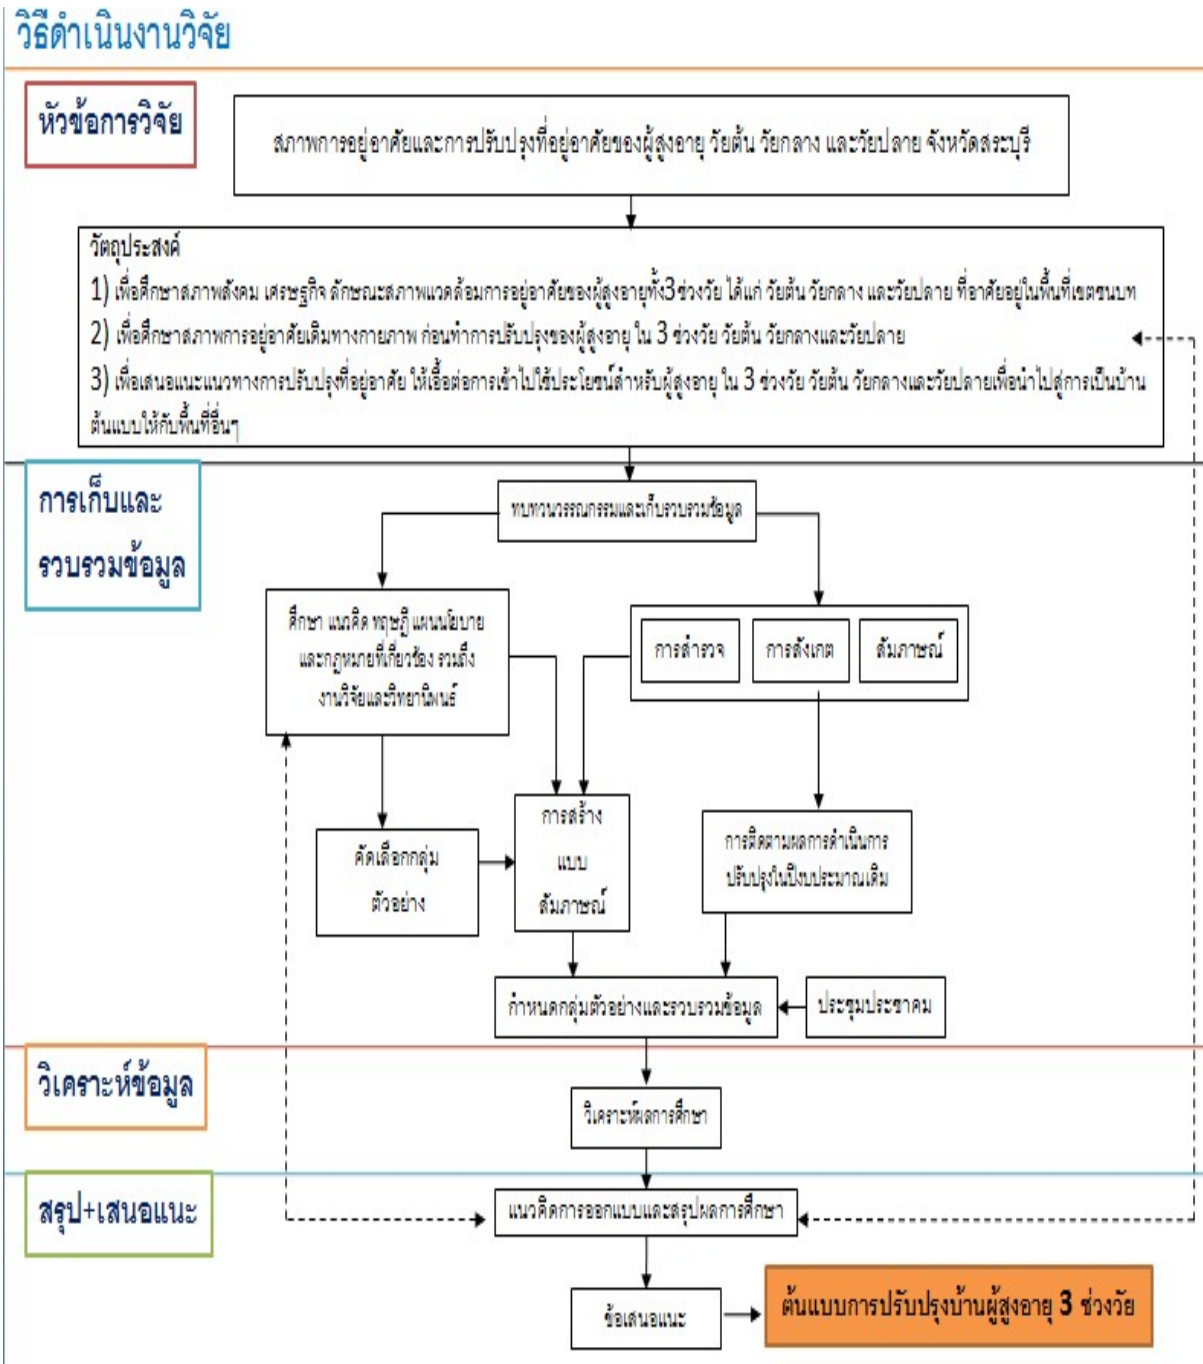 วิธีดำเนินงานวิจัย
หัวข้อการวิจัย
สภาพการอยู่อาศัยและการปรับปรุงที่อยู่อาศัยของผู้สูงอายุ วัยต้น วัยกลาง และวัยปลาย จังหวัดสระบุรี
วัตถุประสงค์
1) เพื่อศึกษาสภาพสังคม เศรษฐกิจ ลักษณะสภาพแวดล้อมการอยู่อาศัยของผู้สูงอายุทั้ง3ช่วงวัย ได้แก่ วัยต้น วัยกลาง และวัยปลาย ที่อาศัยอยู่ในพื้นที่เขตชนบท
2) เพื่อศึกษาสภาพการอยู่อาศัยเดิมทางกายภาพ ก่อนทำการปรับปรุงของผู้สูงอายุ ใน 3 ช่วงวัย วัยต้น วัยกลางและวัยปลาย
3) เพื่อเสนอแนะแนวทางการปรับปรุงที่อยู่อาศัย ให้เอื้อต่อการเข้าไปใช้ประโยชน์สำหรับผู้สูงอายุ ใน 3 ช่วงวัย วัยต้น วัยกลางและวัยปลายเพื่อนำไปสู่การเป็นบ้าน
ต้นแบบให้กับพื้นที่อื่นๆ
การเก็บและ
รวบรวมข้อมูล
ทบทวนวรรณกรรมและเก็บรวบรวมข้อมูล
ศึกษา แนวคิด ทฤษฎี แผนนโยบาย
และกฎหมายที่เกี่ยวข้อง รวมถึง
งานวิจัยและวิทยานิพนธ์
การสำรวจ
การสังเกต
สัมภาษณ์
คัดเลือกกลุ่ม
ตัวอย่าง
การสร้าง
แบบ
สัมภาษณ์
การติดตามผลการดำเนินการ
ปรับปรุงในปีงบประมาณเดิม
กำหนดกลุ่มตัวอย่างและรวบรวมข้อมูล
ประชุมประชาคม
วิเคราะห์ข้อมูล
วิเคราะห์ผลการศึกษา
สรุป+เสนอแนะ
แนวคิดการออกแบบและสรุปผลการศึกษา
ข้อเสนอแนะ
ต้นแบบการปรับปรุงบ้านผู้สูงอายุ 3 ช่วงวัย